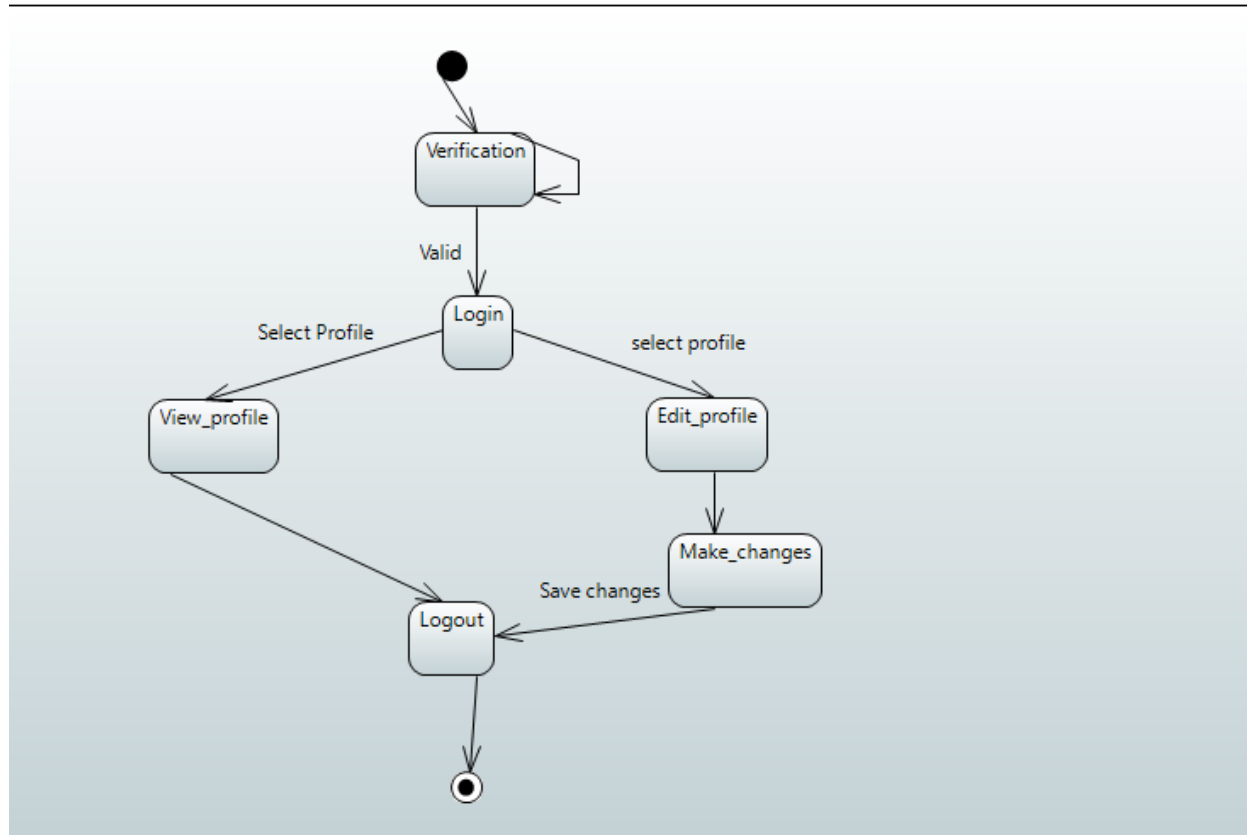 Verification
Valid
Login
Select Profile
select profile
View_profile
Edit_profile
Make_changes
Save changes
Logout